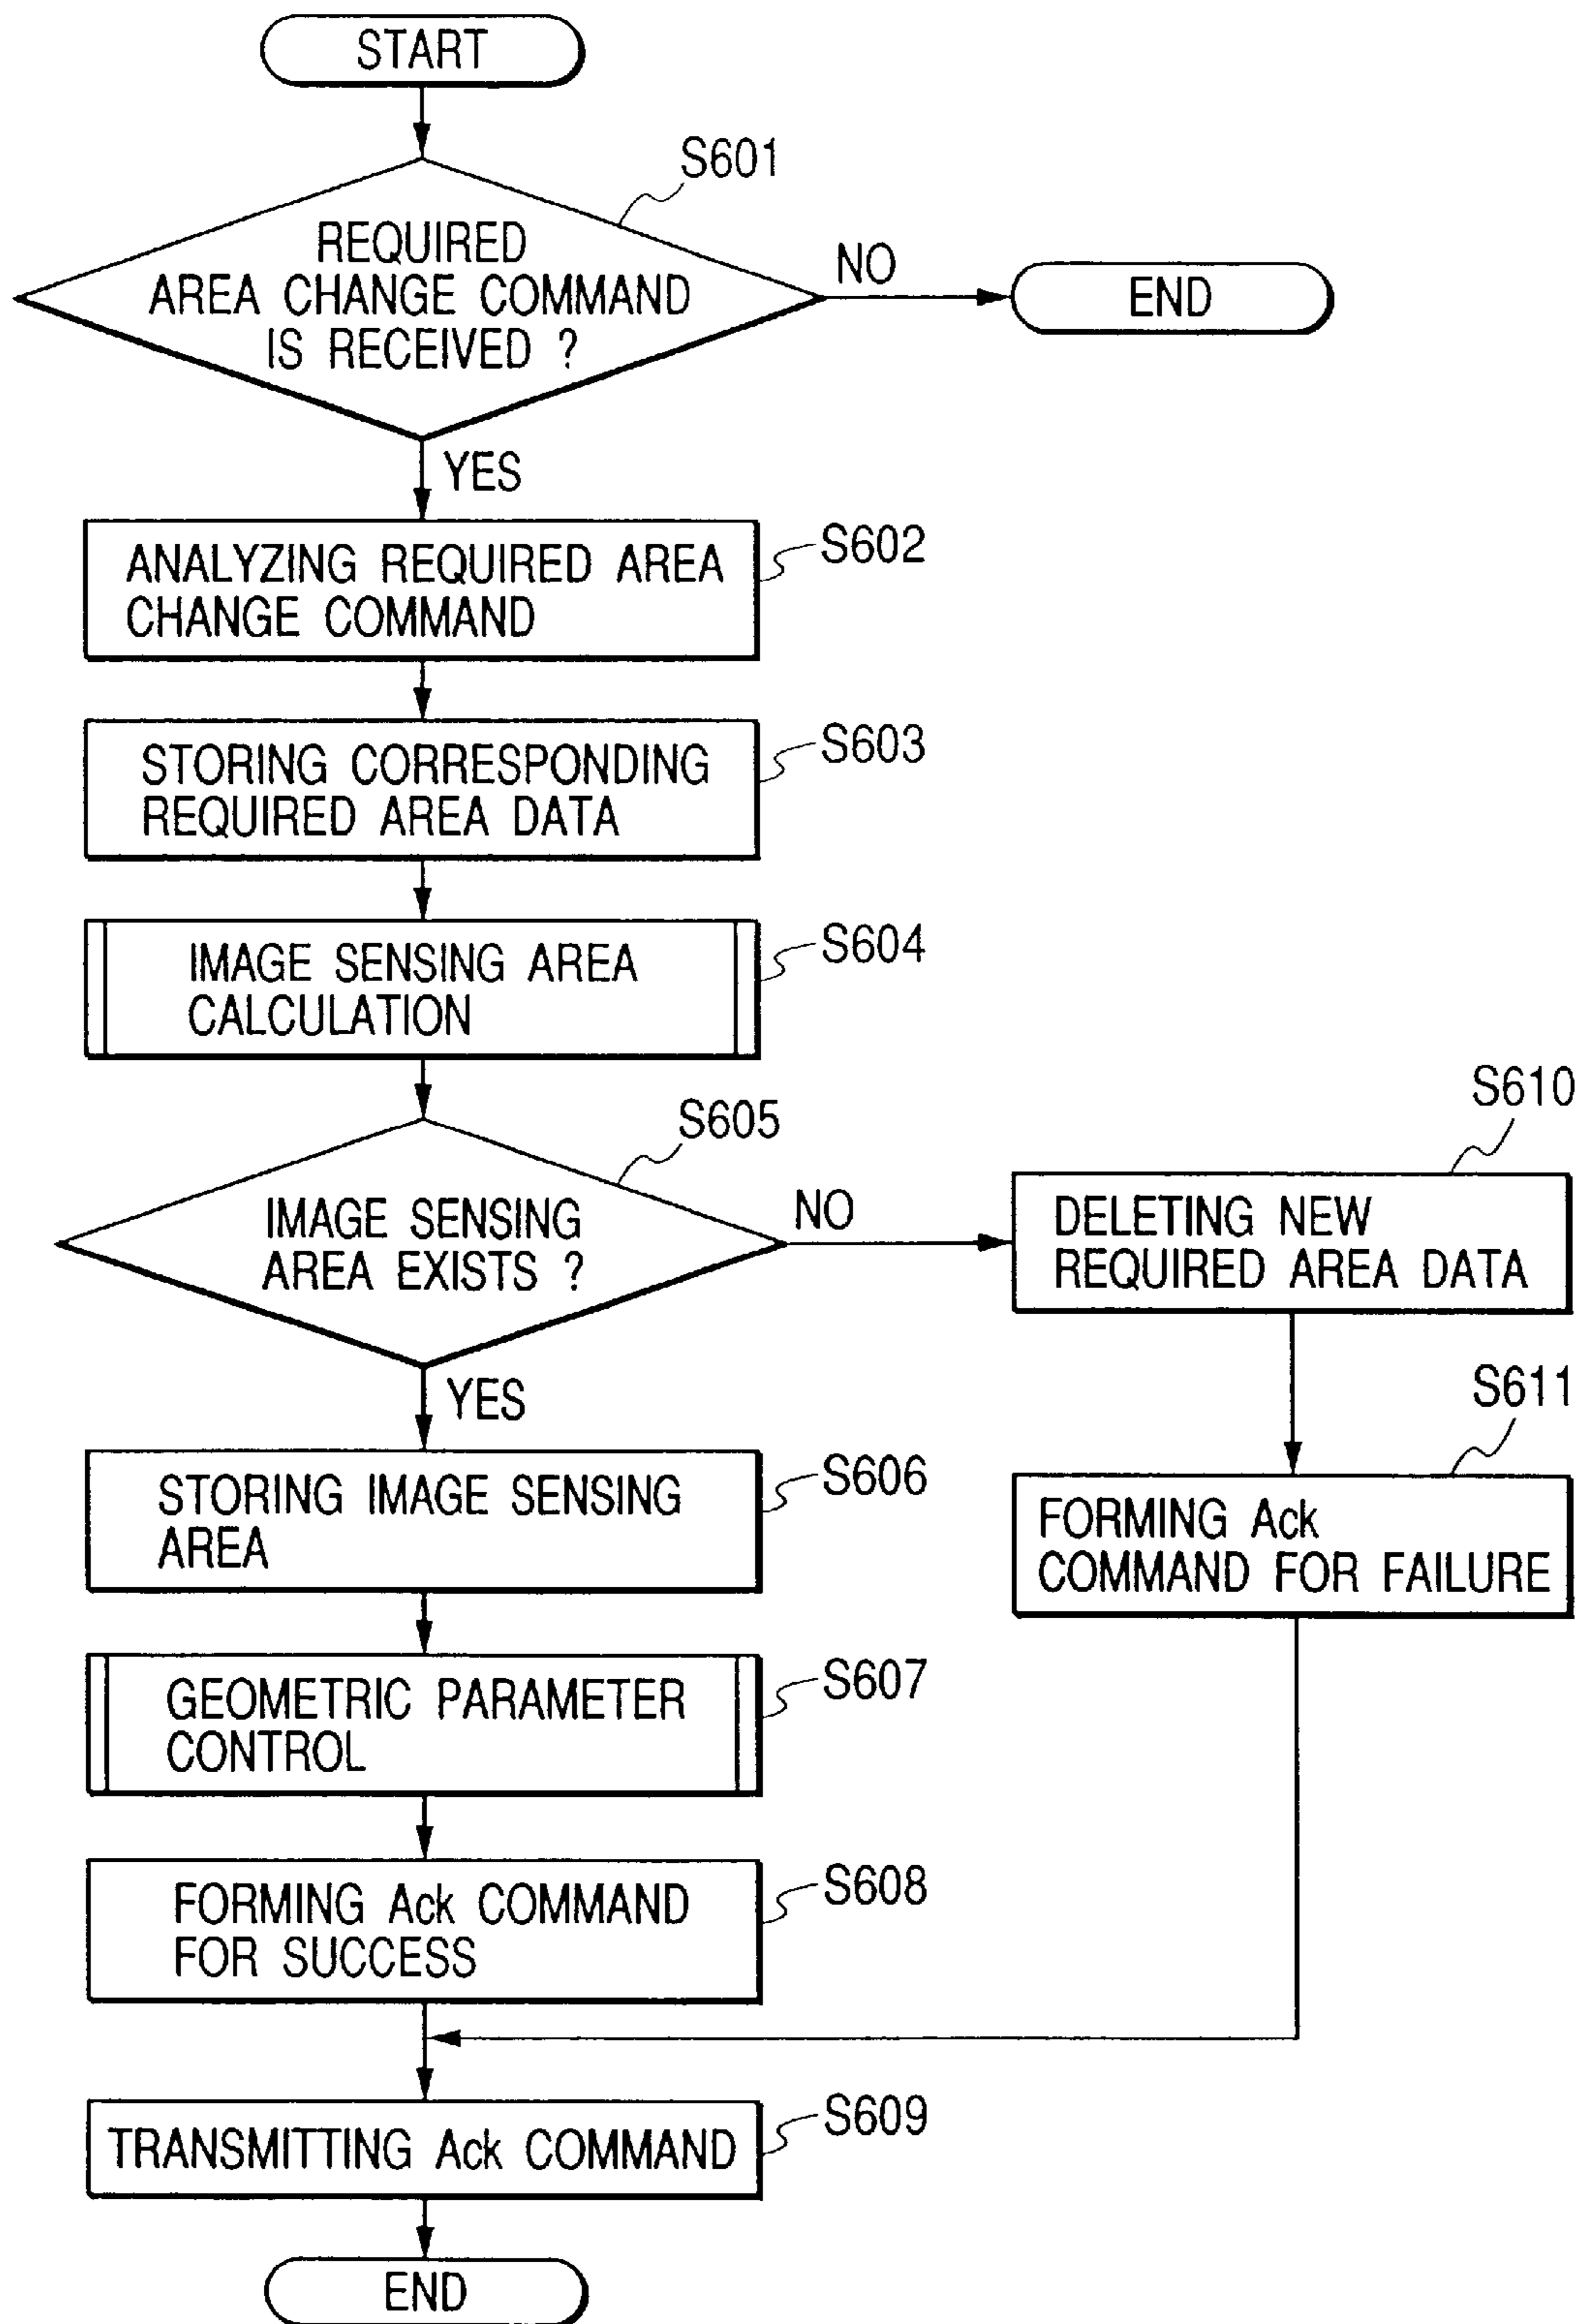 START
S601
REQUIRED
AREA CHANGE COMMAND
IS RECEIVED ?
NO
END
YES
ANALYZING REQUIRED AREA
CHANGE COMMAND
S602
STORING CORRESPONDING
REQUIRED AREA DATA
S603
IMAGE SENSING AREA
CALCULATION
S604
S605
IMAGE SENSING
AREA EXISTS ?
NO
S610
DELETING NEW
REQUIRED AREA DATA
YES
S611
FORMING Ack
COMMAND FOR FAILURE
STORING IMAGE SENSING
AREA
S606
GEOMETRIC PARAMETER
CONTROL
S607
FORMING Ack COMMAND
FOR SUCCESS
S608
TRANSMITTING Ack COMMAND
S609
END